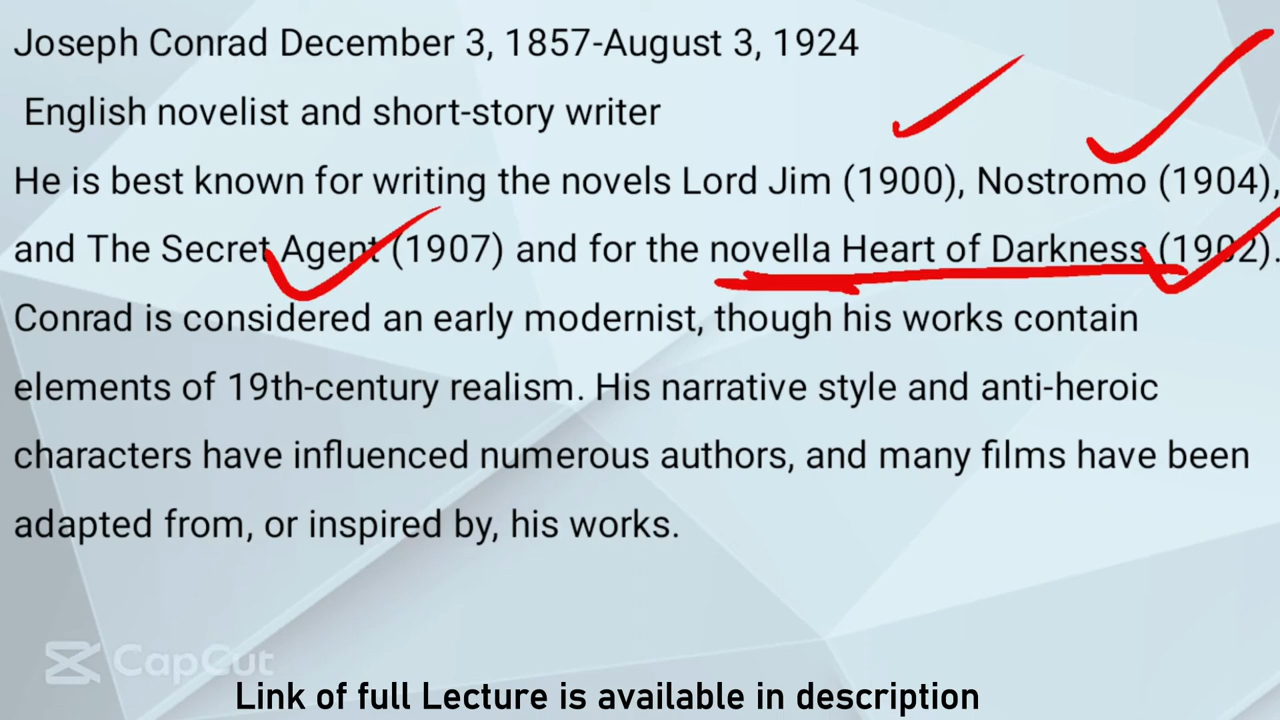 Joseph Conrad December 3, 1857-August 3, 1924
English novelist and short-story writer
He is best known for writing the novels Lord Jim (1900), Nostromo (1904),
and The Secret Agent (1907) and for the novella Heart of Darkness (1902).
Conrad is considered an early modernist, though his works contain
elements of 19th-century realism. His narrative style and anti-heroic
characters have influenced numerous authors, and many films have been
adapted from, or inspired by, his works.
CapCut
Link of full Lecture is available in description